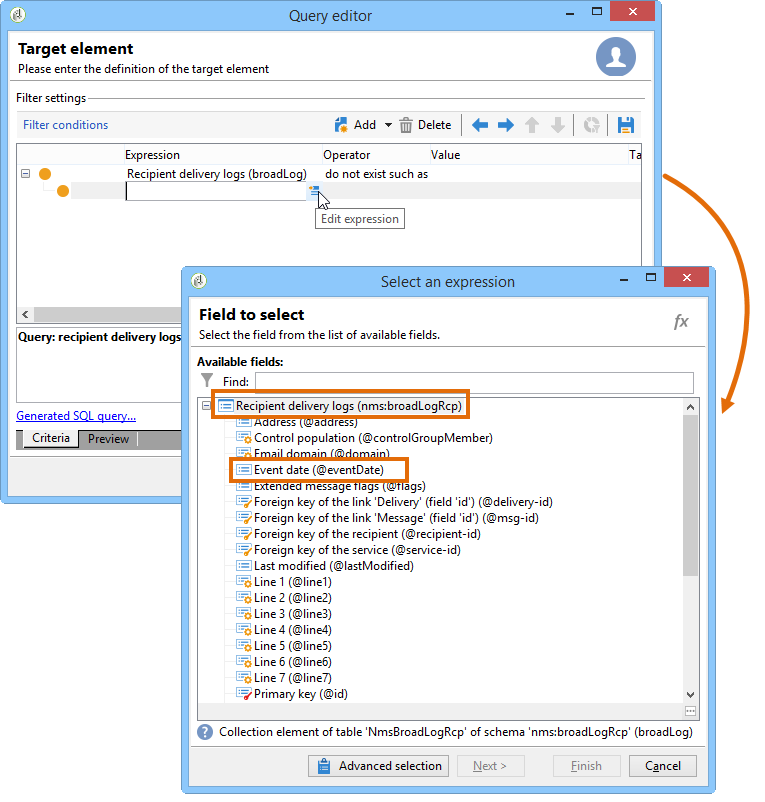 Query editor
Target element
Please enter the definition of the target element
Filter settings
Filter conditions Add Delete
Expression Operator Value Ta
Recipient delivery logs (broadLog) do not exist such as
Edit expression
Query: recipient delivery logs
Generated SQL query...
Criteria Preview
Select an expression
Field to select
Select the field from the list of available fields.
fx
Available fields:
Find:
Recipient delivery logs (nms:broadLogRcp)
Address (@address)
Control population (@controlGroupMember)
Email domain (@domain)
Event date (@eventDate)
Extended message flags (@flags)
Foreign key of the link 'Delivery' (field 'id') (@delivery-id)
Foreign key of the link 'Message' (field 'id') (@msg-id)
Foreign key of the recipient (@recipient-id)
Foreign key of the service (@service-id)
Last modified (@lastModified)
Line 1 (@line1)
Line 2 (@line2)
Line 3 (@line3)
Line 4 (@line4)
Line 5 (@line5)
Line 6 (@line6)
Line 7 (@line7)
Primary key (@id)
Collection element of table 'NmsBroadLogRcp' of schema 'nms:broadLogRcp' (broadLog)
Advanced selection Next > Finish Cancel